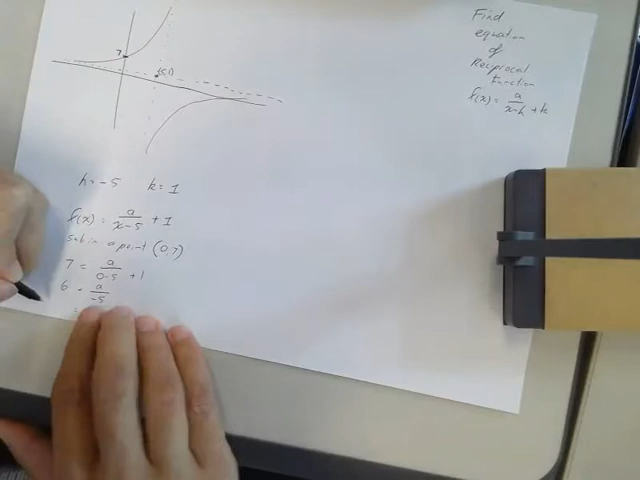 7
(5,1)
Find
equation
of
Reciprocal
function
f(x) = a/(x-h) + k
h=-5 k=1
f(x) = a/(x-5) + 1
sub in a point (0,7)
7 = a/(0-5) + 1
6 = a/-5
=